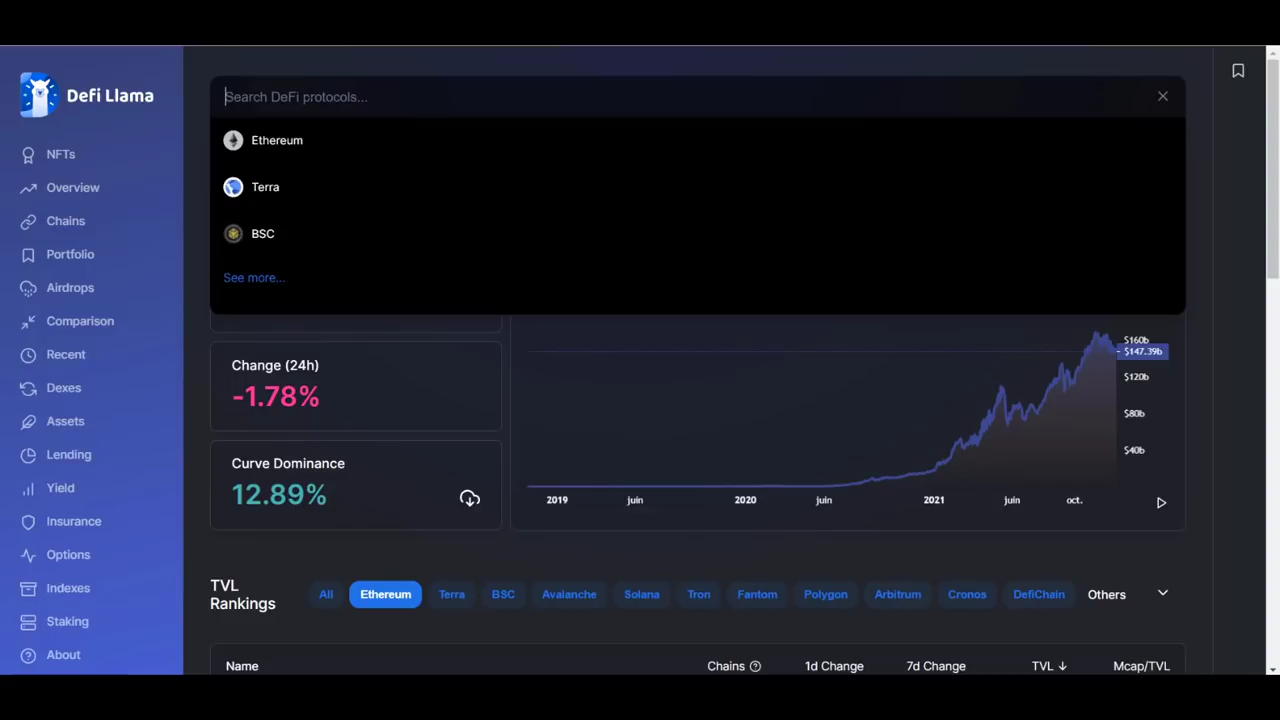 Defi Llama
NFTs
Overview
Chains
Portfolio
Airdrops
Comparison
Recent
Dexes
Assets
Lending
Yield
Insurance
Options
Indexes
Staking
About
Search DeFi protocols...
Ethereum
Terra
BSC
See more...
Change (24h)
-1.78%
Curve Dominance
12.89%
$160b
$147.39b
$120b
$80b
$40b
2019 juin 2020 juin 2021 juin oct.
TVL
Rankings
All Ethereum Terra BSC Avalanche Solana Tron Fantom Polygon Arbitrum Cronos DefiChain Others
Name Chains 1d Change 7d Change TVL Mcap/TVL